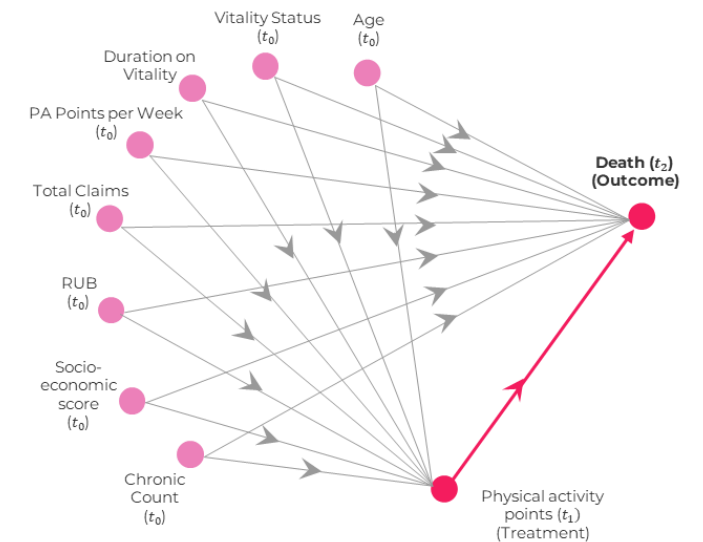 Vitality Status
(t₀)
Age
(t₀)
Duration on
Vitality
PA Points per Week
(t₀)
Total Claims
(t₀)
RUB
(t₀)
Socio-
economic
score
(t₀)
Chronic
Count
(t₀)
Death (t₂)
(Outcome)
Physical activity
points (t₁)
(Treatment)